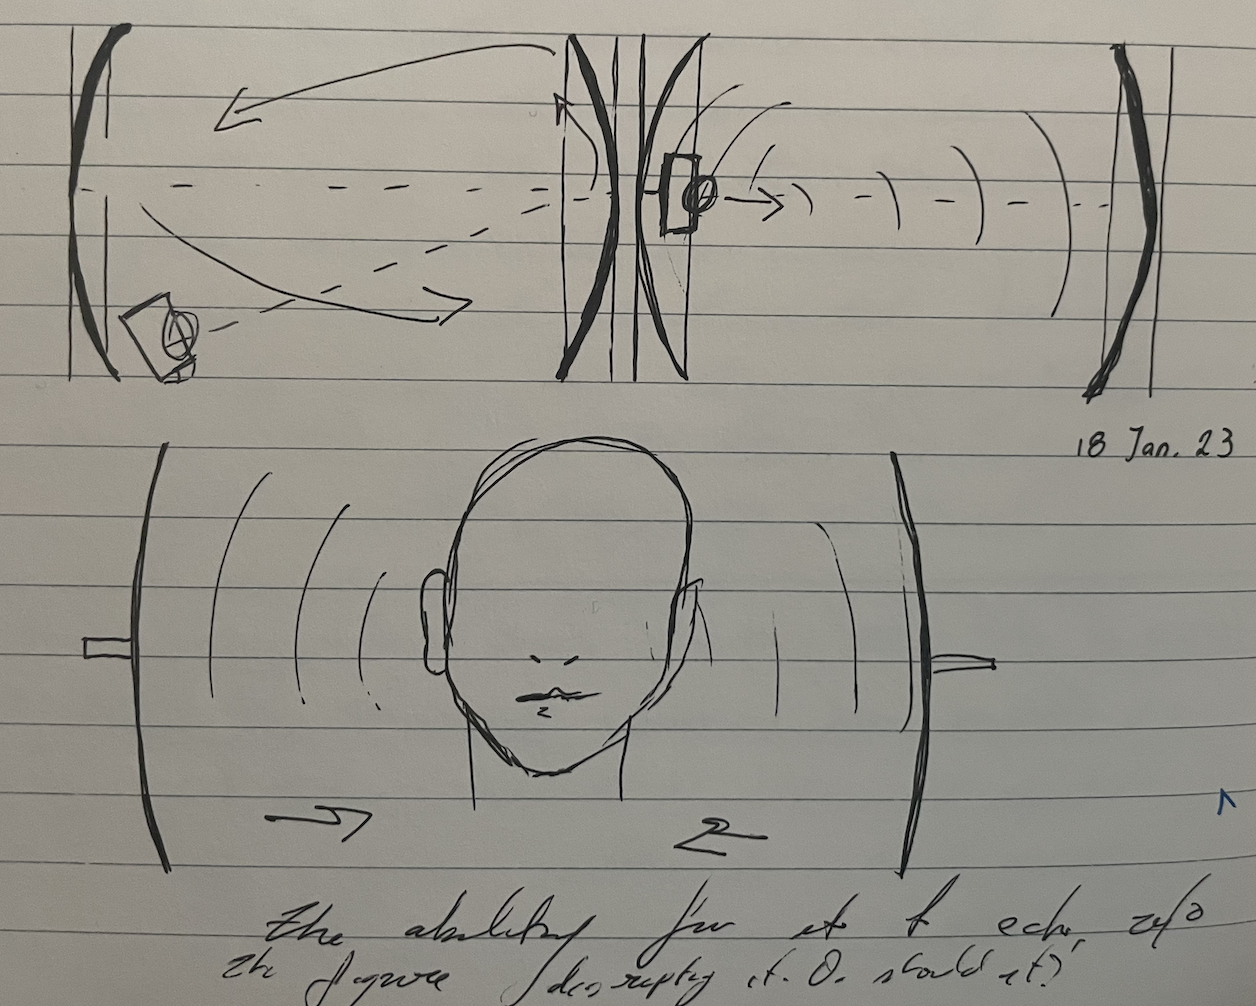 18 Jan. 23
the ability for it to echo, w/o
the figure disrupting it. Or should it?